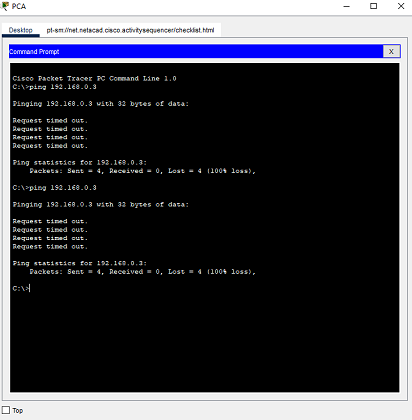 PCA
Desktop pt-sm://net.netacad.cisco.activitysequencer/checklist.html
Command Prompt X
Cisco Packet Tracer PC Command Line 1.0
C:\>ping 192.168.0.3
Pinging 192.168.0.3 with 32 bytes of data:
Request timed out.
Request timed out.
Request timed out.
Request timed out.
Ping statistics for 192.168.0.3:
Packets: Sent = 4, Received = 0, Lost = 4 (100% loss),
C:\>ping 192.168.0.3
Pinging 192.168.0.3 with 32 bytes of data:
Request timed out.
Request timed out.
Request timed out.
Request timed out.
Ping statistics for 192.168.0.3:
Packets: Sent = 4, Received = 0, Lost = 4 (100% loss),
C:\>
Top